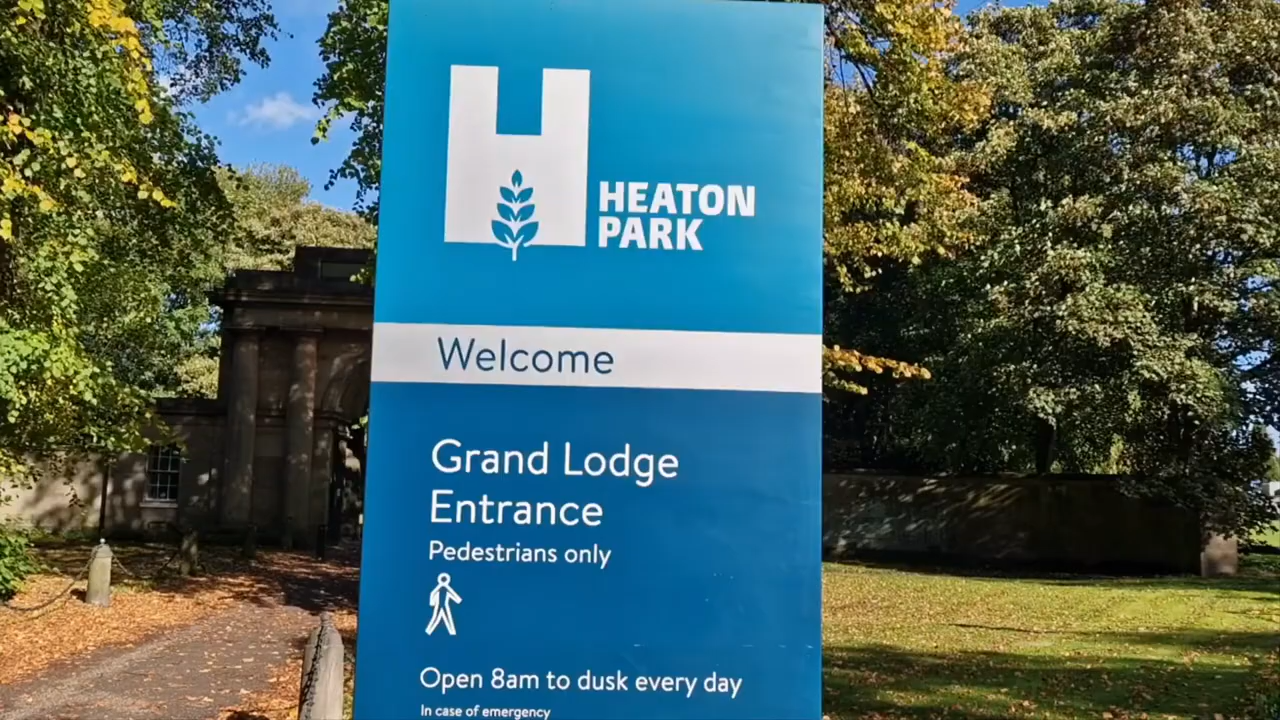 HEATON
PARK
Welcome
Grand Lodge
Entrance
Pedestrians only
Open 8am to dusk every day
In case of emergency